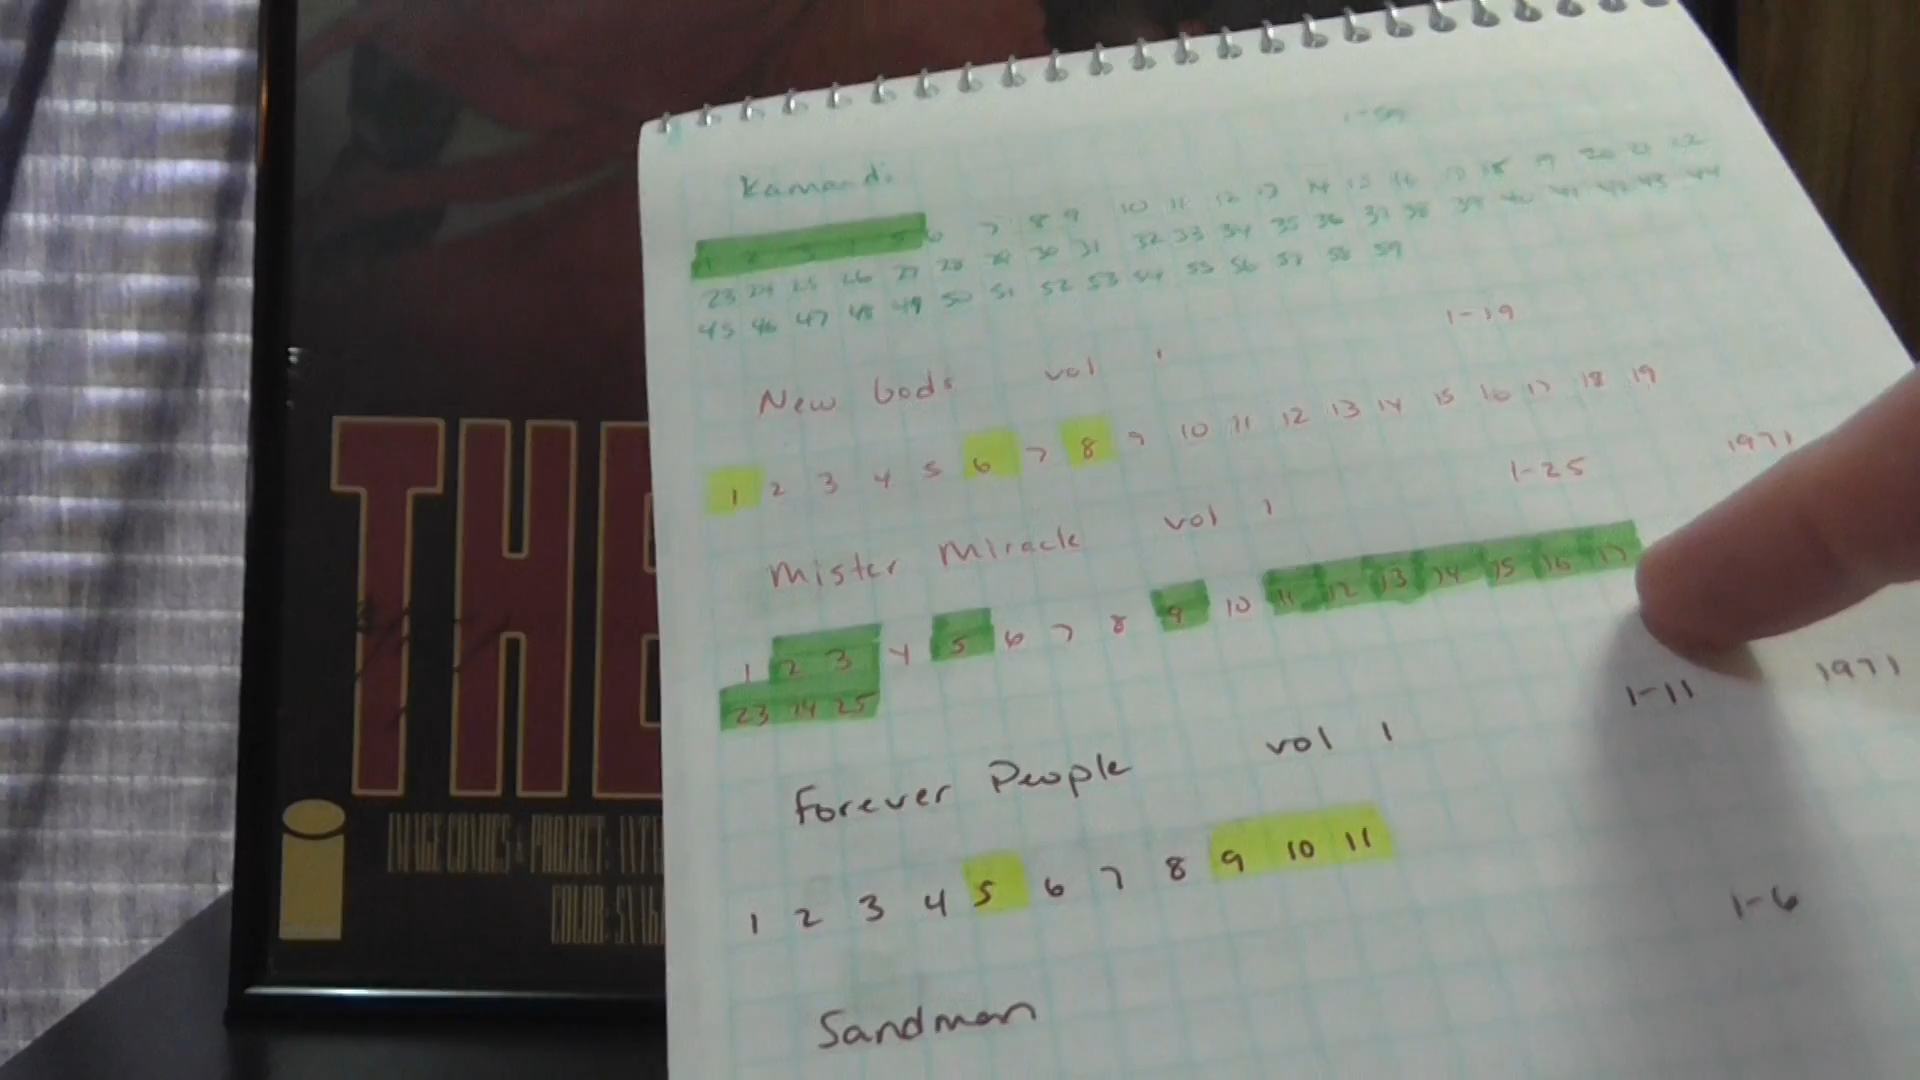 1-59
Kamandi
1 2 3 4 5 6 7 8 9 10 11 12 13 14 15 16 17 18 19 20 21 22
23 24 25 26 27 28 29 30 31 32 33 34 35 36 37 38 39 40 41 42 43 44
45 46 47 48 49 50 51 52 53 54 55 56 57 58 59
New Gods vol 1 1-19
1 2 3 4 5 6 7 8 9 10 11 12 13 14 15 16 17 18 19
Mister Miracle vol 1 1-25 1971
1 2 3 4 5 6 7 8 9 10 11 12 13 14 15 16 17
23 24 25
Forever People vol 1 1-11 1971
1 2 3 4 5 6 7 8 9 10 11
Sandman 1-6
THE
IMAGE COMICS & PROJECT:
COLOR: